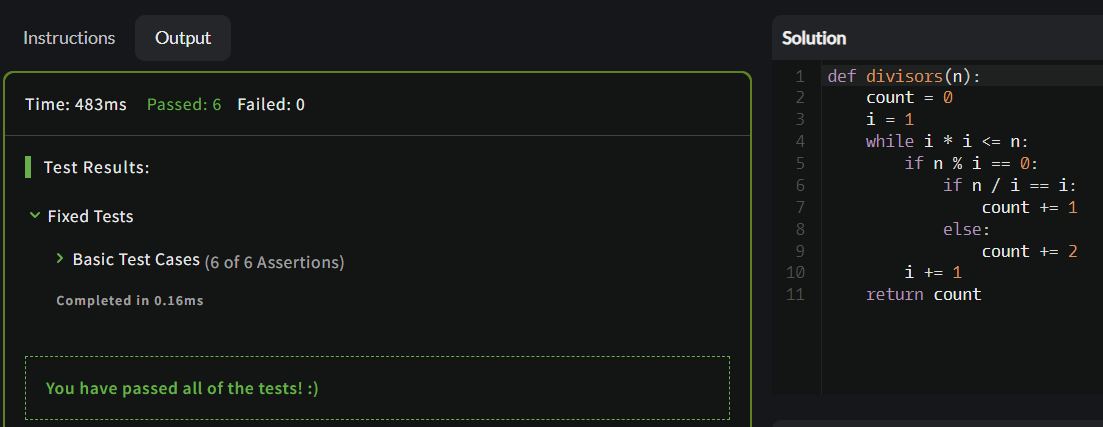 Instructions Output
Time: 483ms Passed: 6 Failed: 0
Test Results:
Fixed Tests
Basic Test Cases (6 of 6 Assertions)
Completed in 0.16ms
You have passed all of the tests! :)
Solution
1 def divisors(n):
2     count = 0
3     i = 1
4     while i * i <= n:
5         if n % i == 0:
6             if n / i == i:
7                 count += 1
8             else:
9                 count += 2
10         i += 1
11     return count